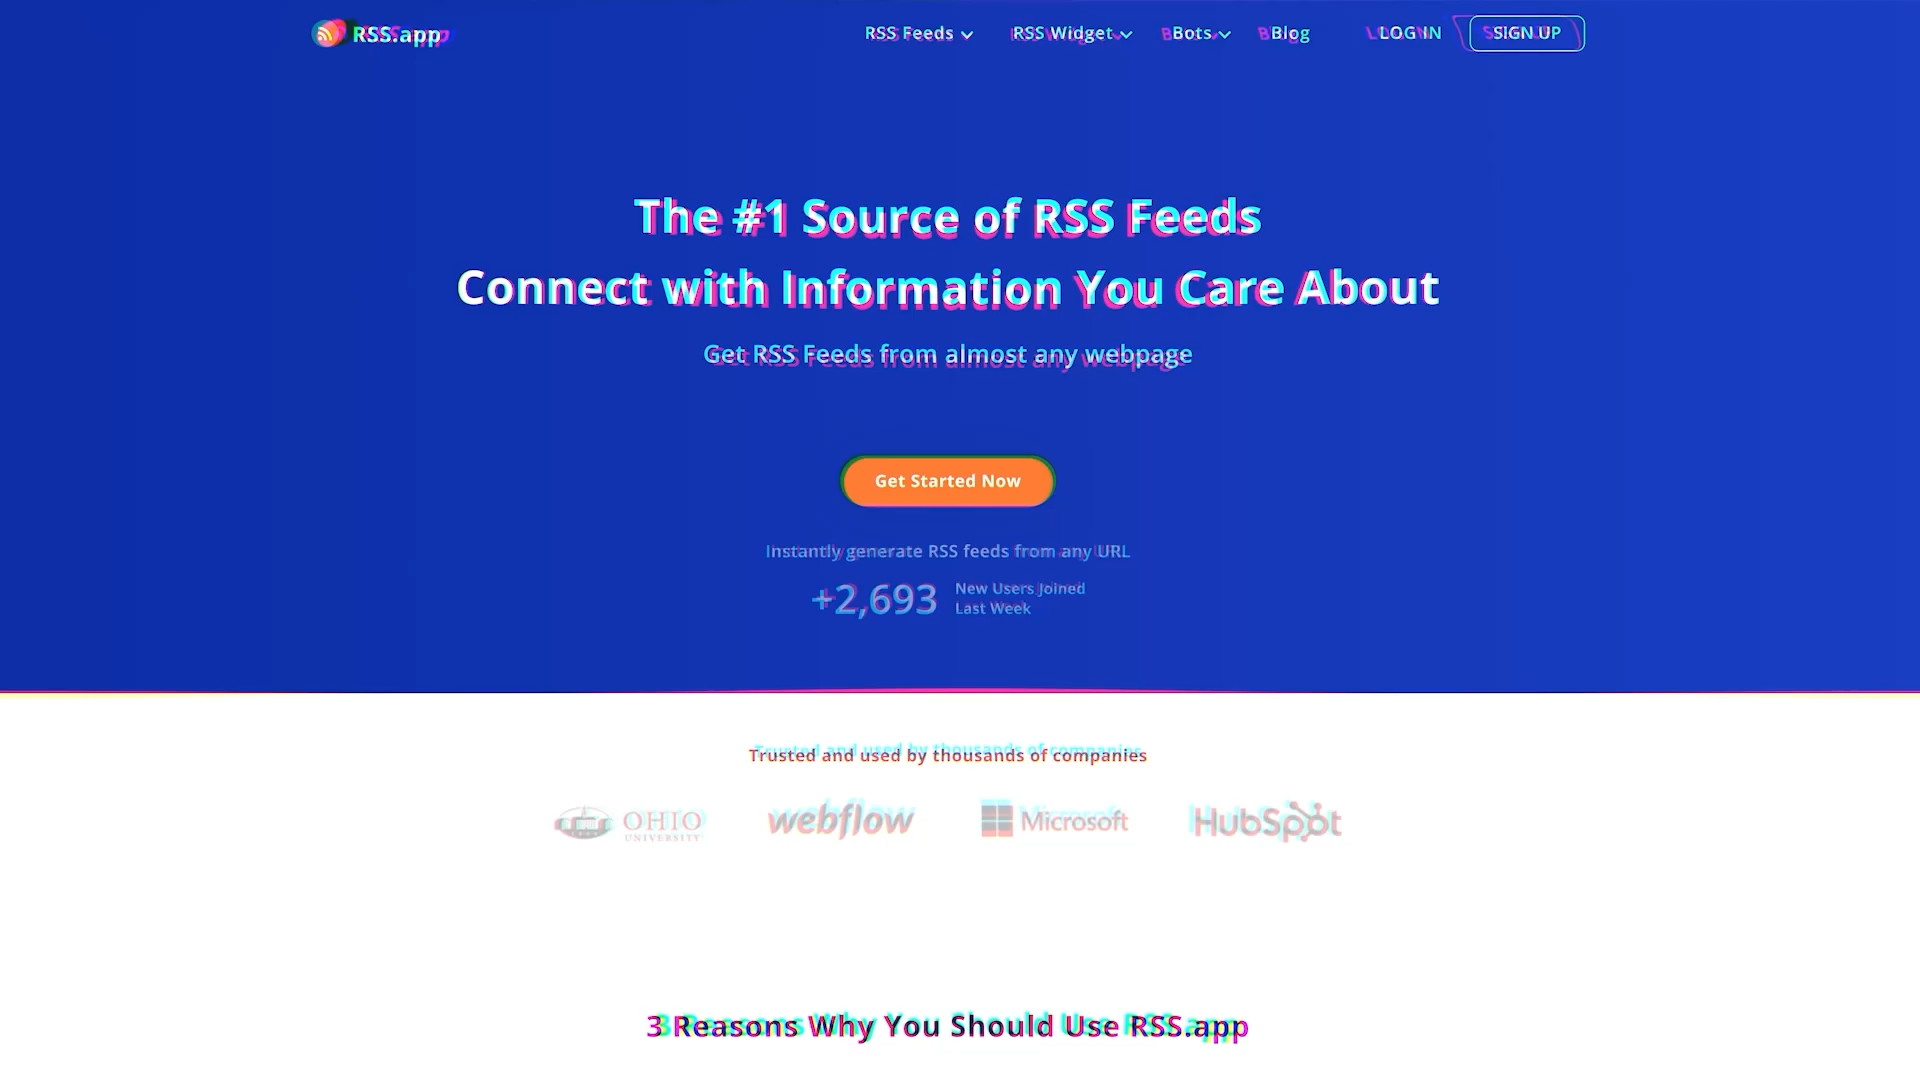 RSS.app
RSS Feeds
RSS Widget
Bots
Blog
LOG IN
SIGN UP
The #1 Source of RSS Feeds
Connect with Information You Care About
Get RSS Feeds from almost any webpage
Get Started Now
Instantly generate RSS feeds from any URL
+2,693
New Users Joined
Last Week
Trusted and used by thousands of companies
OHIO
UNIVERSITY
webflow
Microsoft
HubSpot
3 Reasons Why You Should Use RSS.app